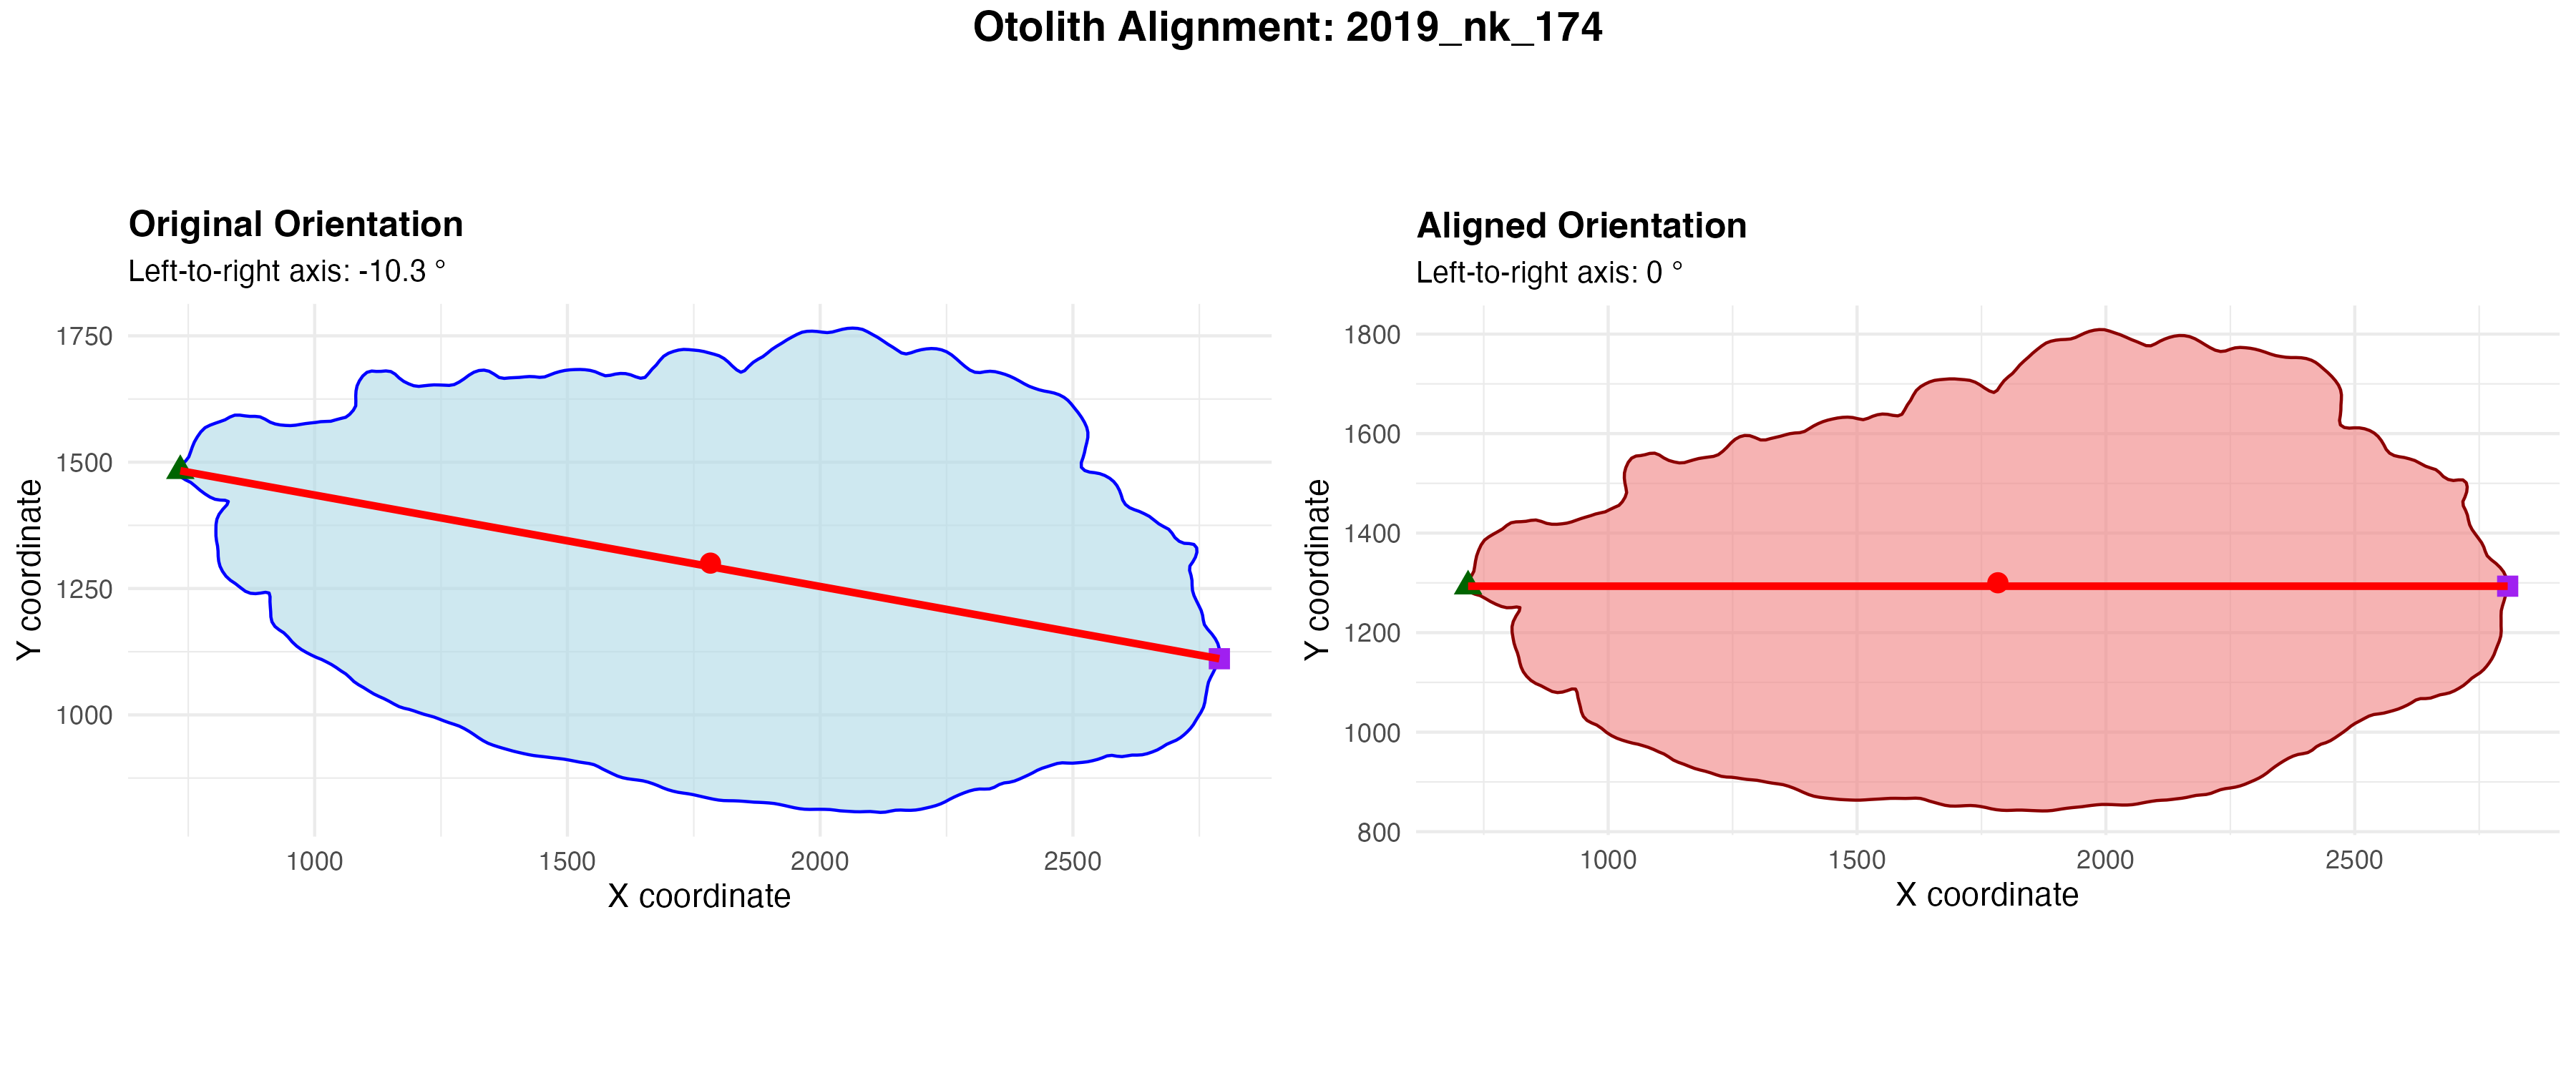 Otolith Alignment: 2019_nk_174
Original Orientation
Left-to-right axis: -10.3 °
1750
1500
1250
1000
Y coordinate
1000 1500 2000 2500
X coordinate
Aligned Orientation
Left-to-right axis: 0 °
1800
1600
1400
1200
1000
800
Y coordinate
1000 1500 2000 2500
X coordinate